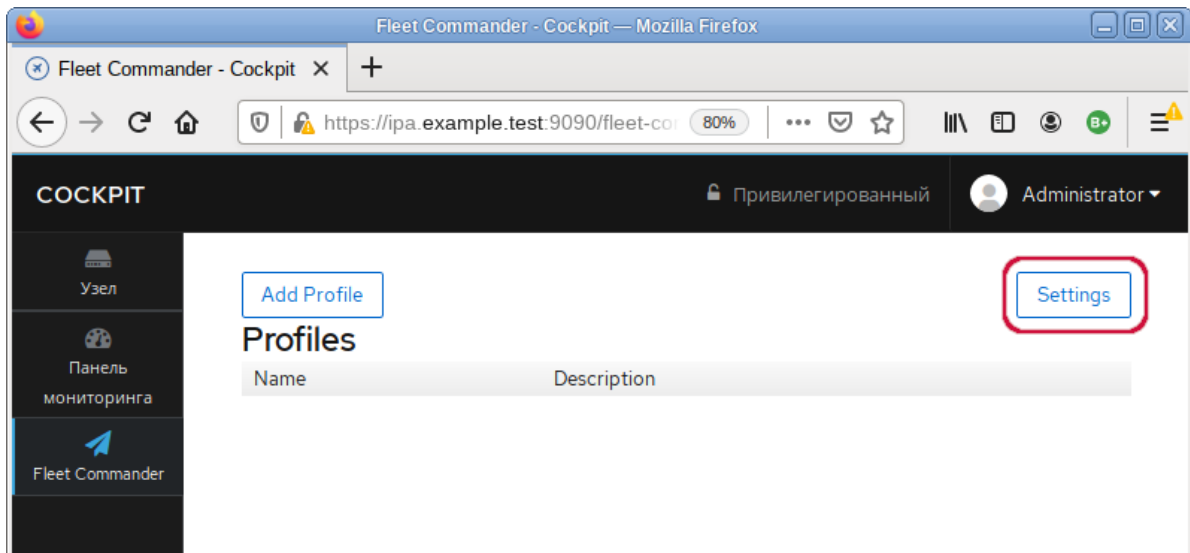 Fleet Commander - Cockpit — Mozilla Firefox
Fleet Commander - Cockpit
https://ipa.example.test:9090/fleet-co 80%
COCKPIT Привилегированный Administrator
Узел
Add Profile Settings
Profiles
Панель
мониторинга
Name Description
Fleet Commander